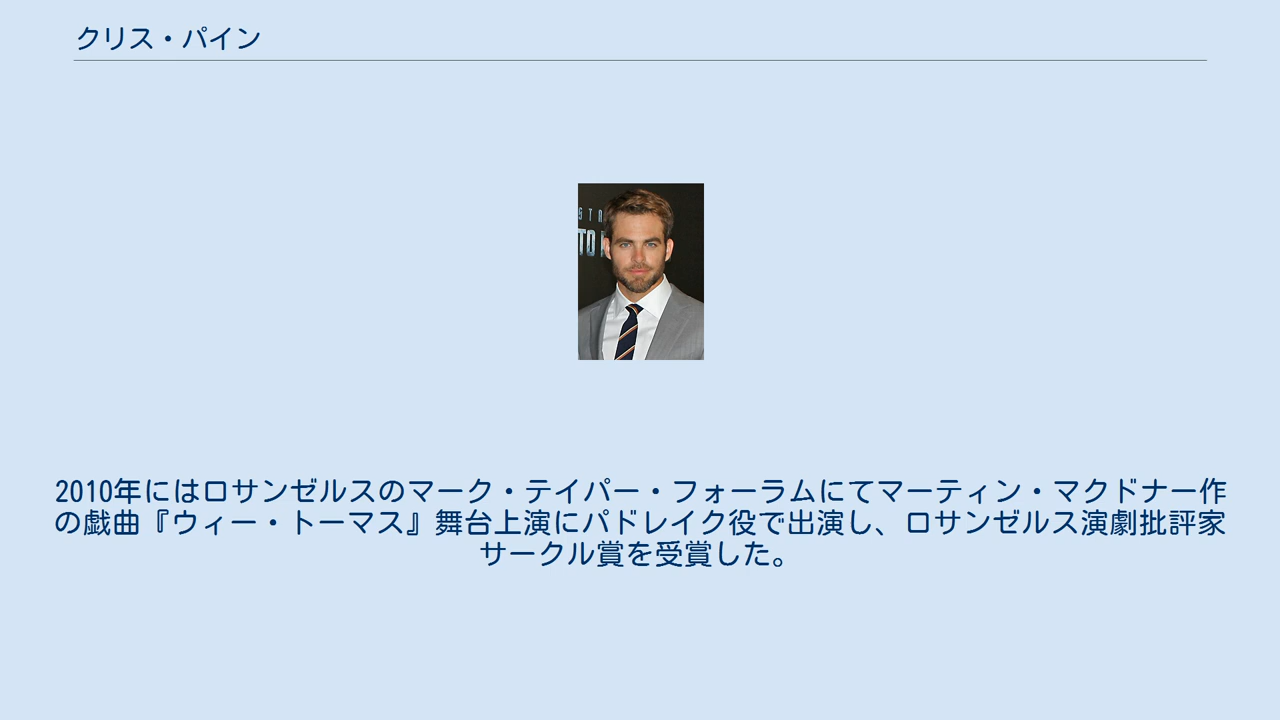 クリス・パイン
STA
TO
2010年にはロサンゼルスのマーク・テイパー・フォーラムにてマーティン・マクドナー作
の戯曲『ウィー・トーマス』舞台上演にパドレイク役で出演し、ロサンゼルス演劇批評家
サークル賞を受賞した。